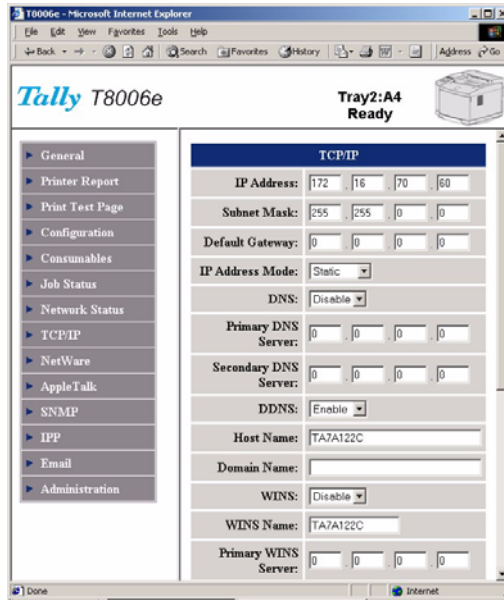 T8006e - Microsoft Internet Explorer
File Edit View Favorites Tools Help
Back Search Favorites History Address Go
Tally T8006e
Tray2:A4
Ready
General
Printer Report
Print Test Page
Configuration
Consumables
Job Status
Network Status
TCP/IP
NetWare
AppleTalk
SNMP
IPP
Email
Administration
TCP/IP
IP Address: 172 . 16 . 70 . 60
Subnet Mask: 255 . 255 . 0 . 0
Default Gateway: 0 . 0 . 0 . 0
IP Address Mode: Static
DNS: Disable
Primary DNS
Server: 0 . 0 . 0 . 0
Secondary DNS
Server: 0 . 0 . 0 . 0
DDNS: Enable
Host Name: TA7A122C
Domain Name:
WINS: Disable
WINS Name: TA7A122C
Primary WINS
Server: 0 . 0 . 0 . 0
Done Internet